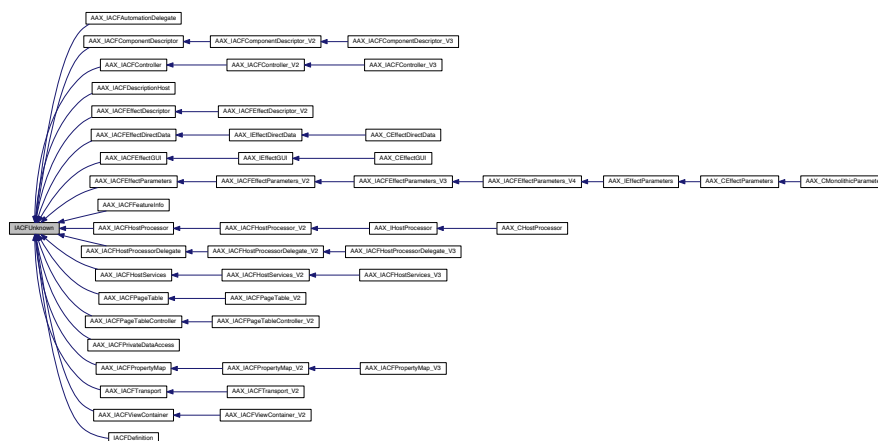 AAX_IACFAutomationDelegate
AAX_IACFComponentDescriptor AAX_IACFComponentDescriptor_V2 AAX_IACFComponentDescriptor_V3
AAX_IACFController AAX_IACFController_V2 AAX_IACFController_V3
AAX_IACFDescriptionHost
AAX_IACFEffectDescriptor AAX_IACFEffectDescriptor_V2
AAX_IACFEffectDirectData AAX_IEffectDirectData AAX_CEffectDirectData
AAX_IACFEffectGUI AAX_IEffectGUI AAX_CEffectGUI
AAX_IACFEffectParameters AAX_IACFEffectParameters_V2 AAX_IACFEffectParameters_V3 AAX_IACFEffectParameters_V4 AAX_IEffectParameters AAX_CEffectParameters AAX_CMonolithicParamete
AAX_IACFFeatureInfo
IACFUnknown AAX_IACFHostProcessor AAX_IACFHostProcessor_V2 AAX_IHostProcessor AAX_CHostProcessor
AAX_IACFHostProcessorDelegate AAX_IACFHostProcessorDelegate_V2 AAX_IACFHostProcessorDelegate_V3
AAX_IACFHostServices AAX_IACFHostServices_V2 AAX_IACFHostServices_V3
AAX_IACFPageTable AAX_IACFPageTable_V2
AAX_IACFPageTableController AAX_IACFPageTableController_V2
AAX_IACFPrivateDataAccess
AAX_IACFPropertyMap AAX_IACFPropertyMap_V2 AAX_IACFPropertyMap_V3
AAX_IACFTransport AAX_IACFTransport_V2
AAX_IACFViewContainer AAX_IACFViewContainer_V2
IACFDefinition